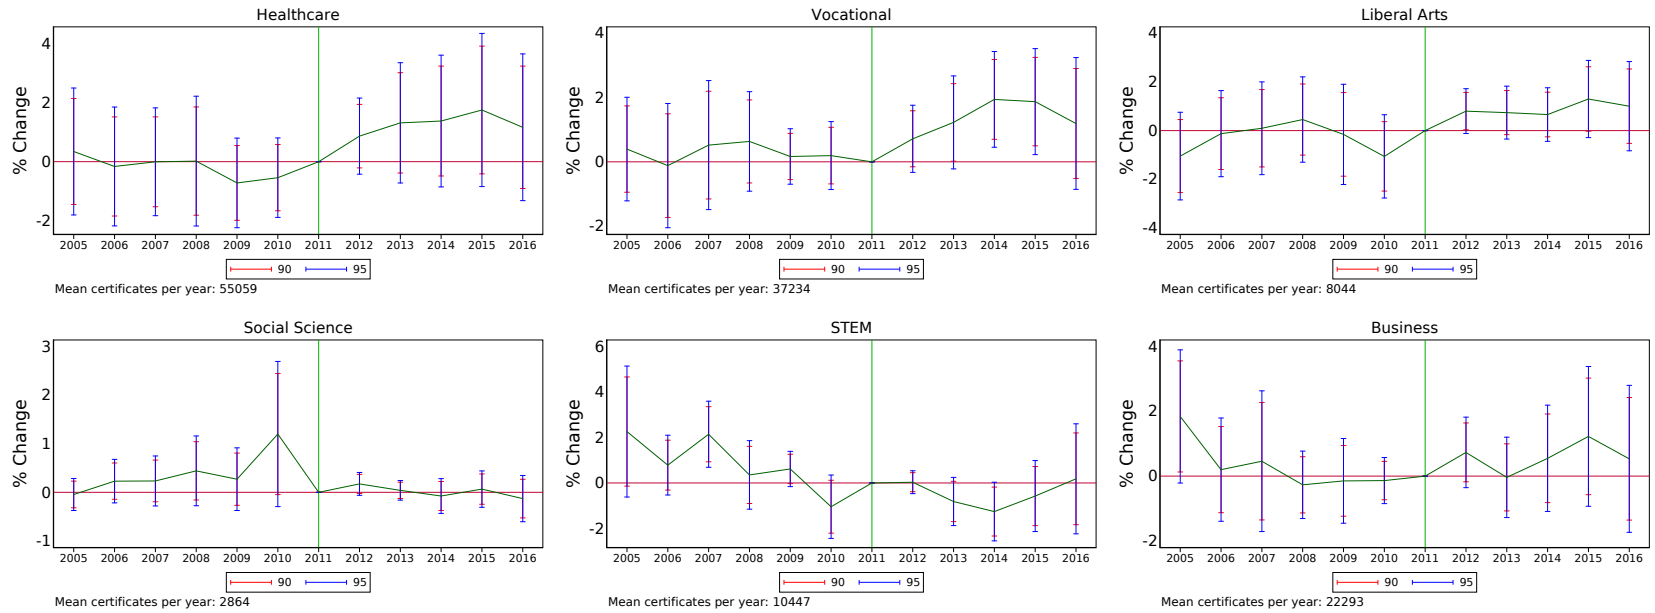 Healthcare
% Change
4
2
0
-2
2005 2006 2007 2008 2009 2010 2011 2012 2013 2014 2015 2016
90 95
Mean certificates per year: 55059
Vocational
% Change
4
2
0
-2
2005 2006 2007 2008 2009 2010 2011 2012 2013 2014 2015 2016
90 95
Mean certificates per year: 37234
Liberal Arts
% Change
4
2
0
-2
-4
2005 2006 2007 2008 2009 2010 2011 2012 2013 2014 2015 2016
90 95
Mean certificates per year: 8044
Social Science
% Change
3
2
1
0
-1
2005 2006 2007 2008 2009 2010 2011 2012 2013 2014 2015 2016
90 95
Mean certificates per year: 2864
STEM
% Change
6
4
2
0
-2
2005 2006 2007 2008 2009 2010 2011 2012 2013 2014 2015 2016
90 95
Mean certificates per year: 10447
Business
% Change
4
2
0
-2
2005 2006 2007 2008 2009 2010 2011 2012 2013 2014 2015 2016
90 95
Mean certificates per year: 22293